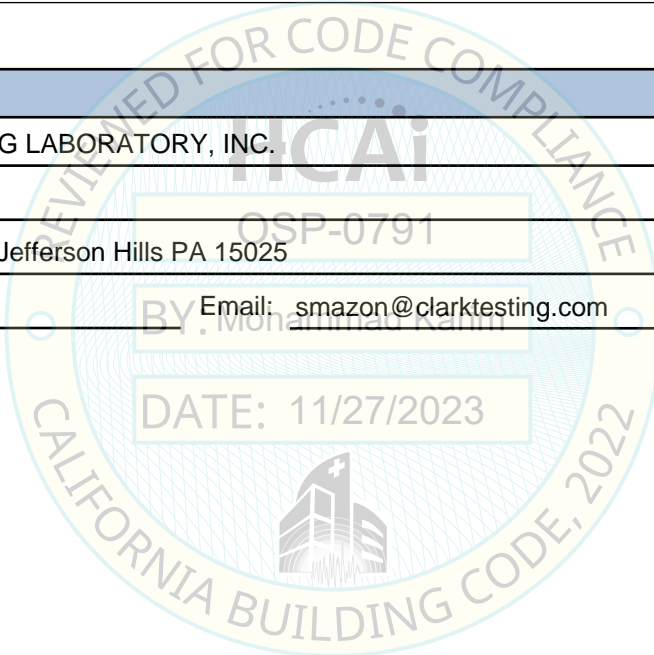 REVIEWED FOR CODE COMPLIANCE
HCAi
G LABORATORY, INC.
OSP-0791
Jefferson Hills PA 15025
Email: smazon@clarktesting.com
BY: Mohammad Karim
DATE: 11/27/2023
CALIFORNIA BUILDING CODE, 2022